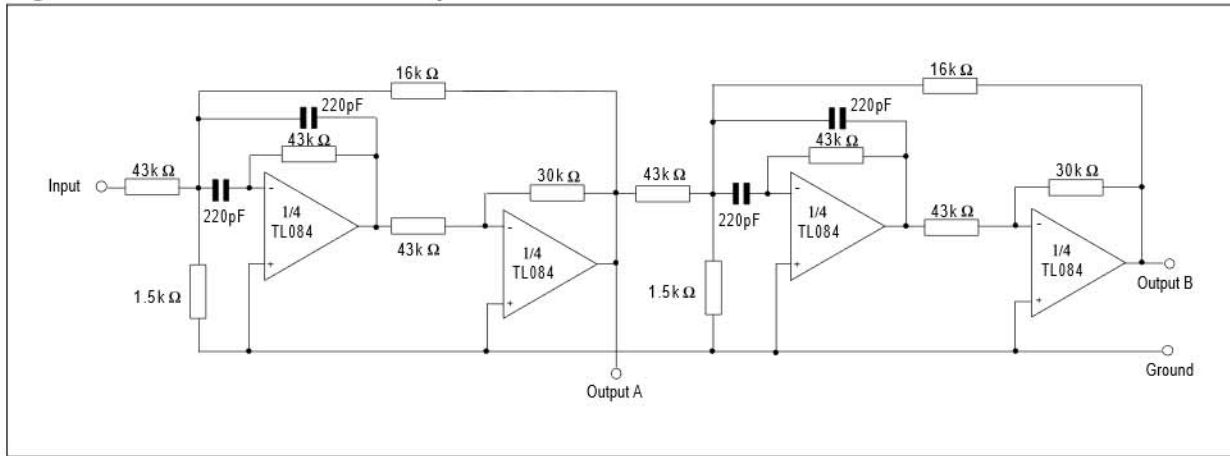 16k Ω
16k Ω
220pF
220pF
43k Ω
43k Ω
43k Ω
30k Ω
43k Ω
30k Ω
Input
-
-
-
-
220pF
1/4
TL084
43k Ω
1/4
TL084
220pF
1/4
TL084
43k Ω
1/4
TL084
+
+
+
+
1.5k Ω
1.5k Ω
Output B
Ground
Output A